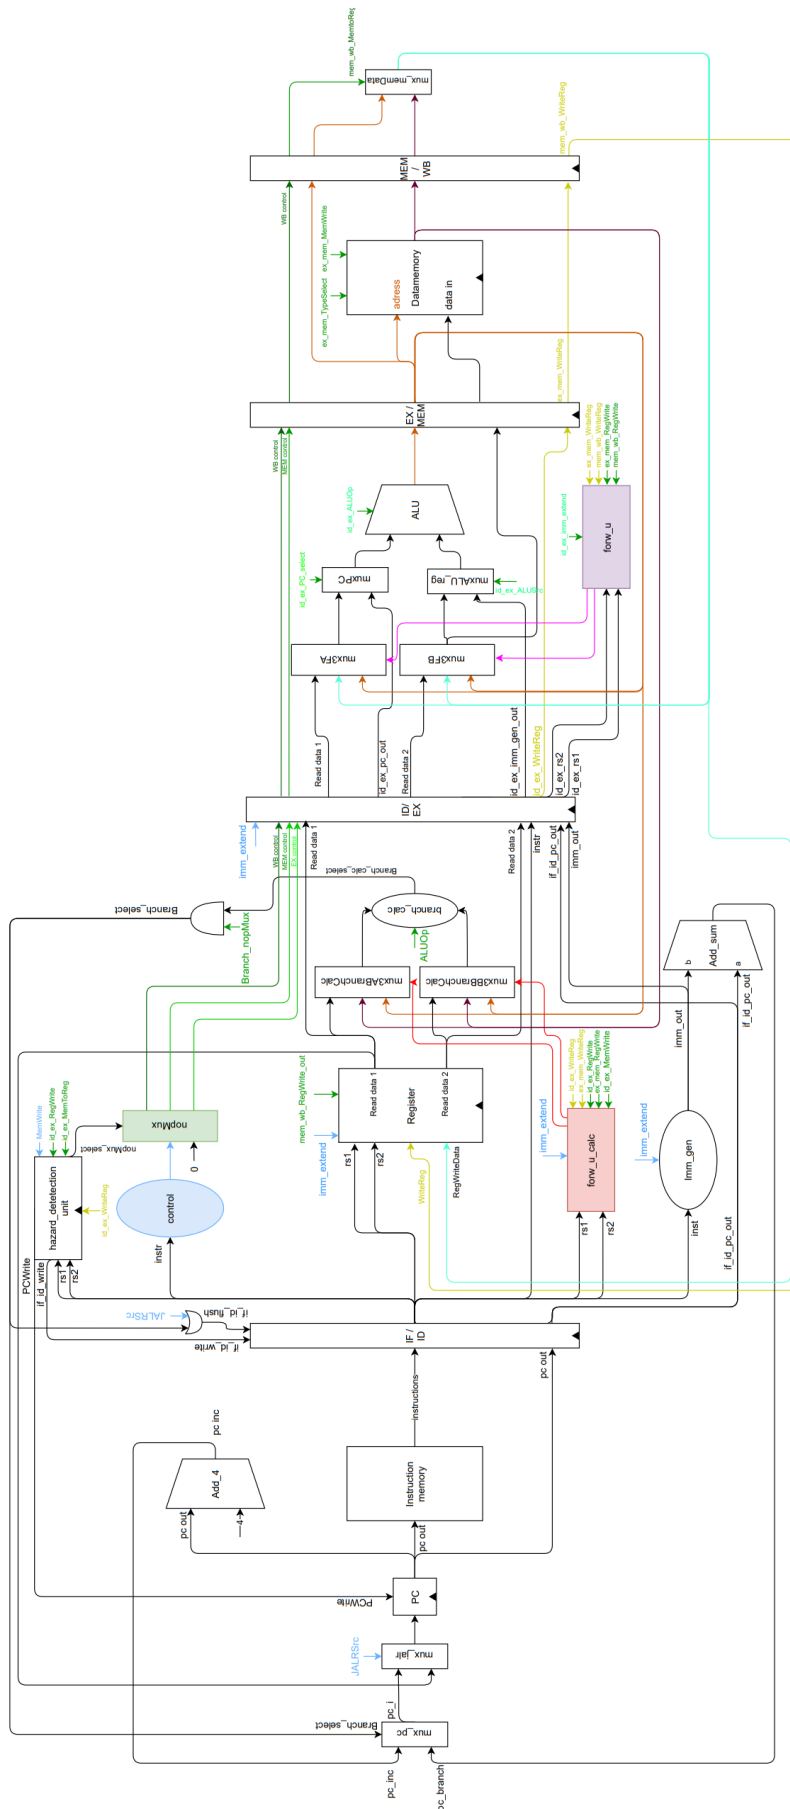 mem_wb_MemtoReg
mux_memData
mem_wb_WriteReg
MEM
/
WB
WB control
ex_mem_MemWrite
ex_mem_TypeSelect
adress
Datamemory
data in
ex_mem_WriteReg
EX /
MEM
WB control
MEM control
id_ex_ALUOp
ALU
ex_mem_WriteReg
mem_wb_WriteReg
ex_mem_RegWrite
mem_wb_RegWrite
id_ex_imm_extend
forw_u
id_ex_PC_select
muxPC
muxALU_reg
mux3FA
mux3FB
Read data 1
id_ex_pc_out
Read data 2
id_ex_imm_gen_out
id_ex_WriteReg
id_ex_rs2
id_ex_rs1
ID/
EX
imm_extend
WB control
MEM control
EX control
Read data 1
Read data 2
instr
if_id_pc_out
imm_out
Branch_calc_select
Branch_select
Branch_nopMux
branch_calc
ALUOp
mux3ABranchCalc
mux3BBranchCalc
Add_sum
b
a
imm_out
if_id_pc_out
MemWrite
id_ex_RegWrite
id_ex_MemToReg
hazard_detetection
unit
nopMux_select
id_ex_WriteReg
nopMux
0
control
instr
mem_wb_RegWrite_out
imm_extend
Read data 1
Register
Read data 2
rs1
rs2
WriteReg
RegWriteData
id_ex_WriteReg
ex_mem_WriteReg
id_ex_RegWrite
ex_mem_RegWrite
id_ex_MemWrite
imm_extend
forw_u_calc
rs1
rs2
imm_extend
Imm_gen
inst
if_id_pc_out
PCWrite
if_id_write
rs1
rs2
JALRSrc
if_id_flush
if_id_write
IF /
ID
pc out
instructions
Instruction
memory
pc inc
Add_4
pc out
4
pc out
PCWrite
PC
JALRSrc
mux_jalr
pc_i
Branch_select
mux_pc
pc_inc
pc_branch